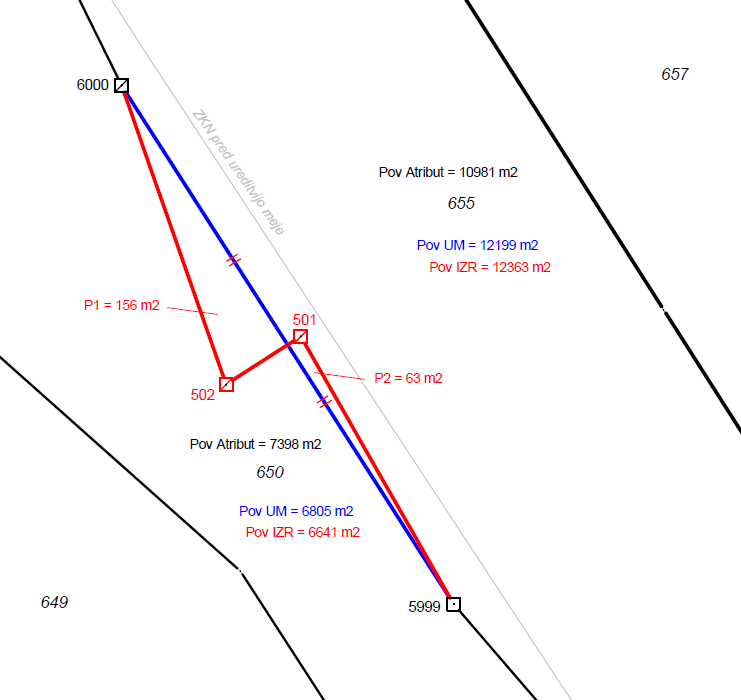 657
6000
ZKN pred ureditvijo meje
Pov Atribut = 10981 m2
655
Pov UM = 12199 m2
Pov IZR = 12363 m2
P1 = 156 m2
501
P2 = 63 m2
502
Pov Atribut = 7398 m2
650
Pov UM = 6805 m2
Pov IZR = 6641 m2
649
5999